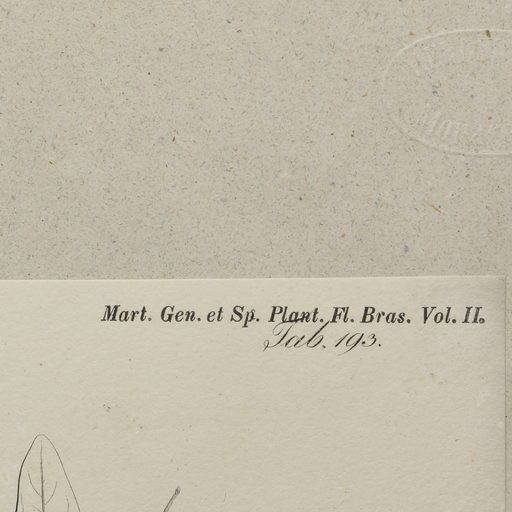 Mart. Gen. et Sp. Plant. Fl. Bras. Vol. II.
Tab. 193.